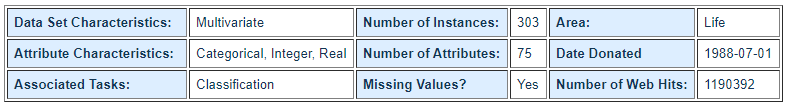 Data Set Characteristics: Multivariate Number of Instances: 303 Area: Life
Attribute Characteristics: Categorical, Integer, Real Number of Attributes: 75 Date Donated 1988-07-01
Associated Tasks: Classification Missing Values? Yes Number of Web Hits: 1190392